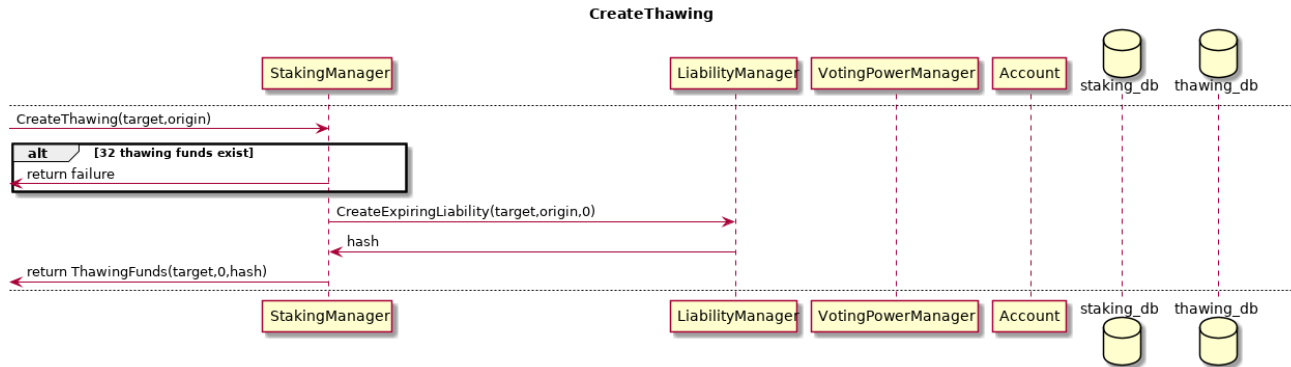 CreateThawing
StakingManager
LiabilityManager
VotingPowerManager
Account
staking_db
thawing_db
CreateThawing(target,origin)
alt
[32 thawing funds exist]
return failure
CreateExpiringLiability(target,origin,0)
hash
return ThawingFunds(target,0,hash)
StakingManager
LiabilityManager
VotingPowerManager
Account
staking_db
thawing_db